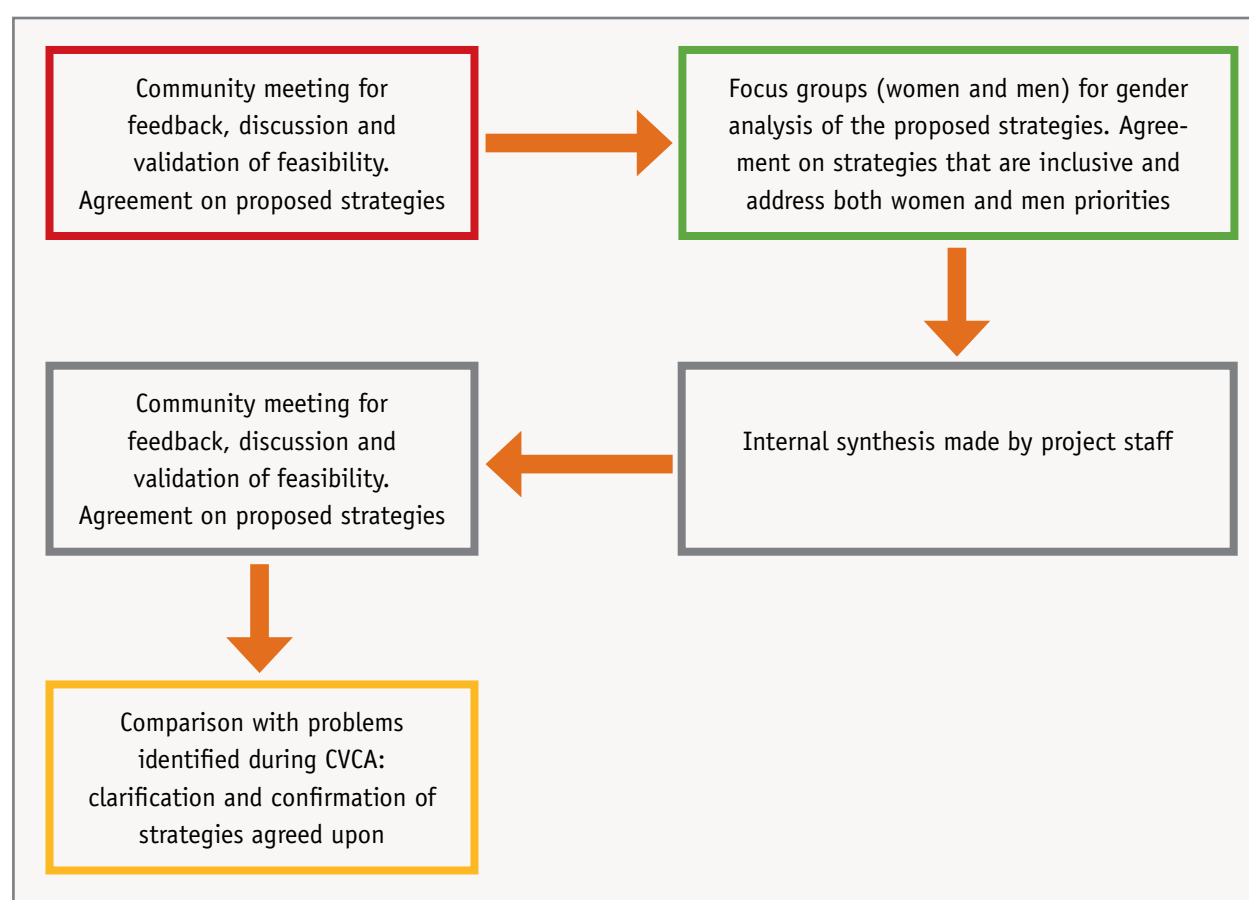 Community meeting for
feedback, discussion and
validation of feasibility.
Agreement on proposed strategies
Focus groups (women and men) for gender
analysis of the proposed strategies. Agree-
ment on strategies that are inclusive and
address both women and men priorities
Internal synthesis made by project staff
Community meeting for
feedback, discussion and
validation of feasibility.
Agreement on proposed strategies
Comparison with problems
identified during CVCA:
clarification and confirmation of
strategies agreed upon